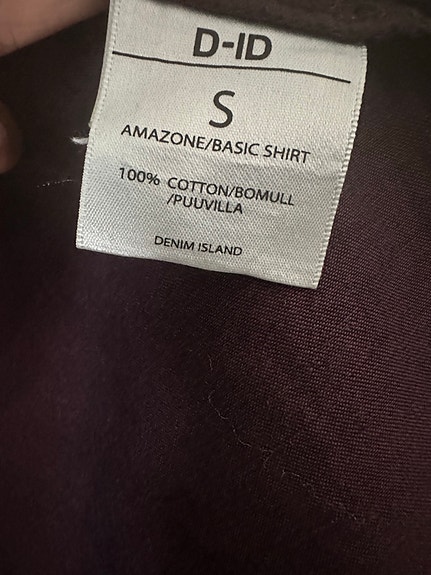 D-ID
S
AMAZONE/BASIC SHIRT
100% COTTON/BOMULL
/PUUVILLA
DENIM ISLAND